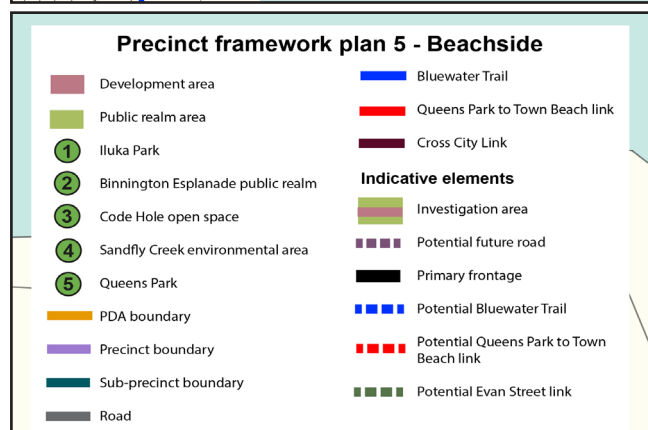 Precinct framework plan 5 - Beachside
Development area
Public realm area
1 Iluka Park
2 Binnington Esplanade public realm
3 Code Hole open space
4 Sandfly Creek environmental area
5 Queens Park
PDA boundary
Precinct boundary
Sub-precinct boundary
Road
Bluewater Trail
Queens Park to Town Beach link
Cross City Link
Indicative elements
Investigation area
Potential future road
Primary frontage
Potential Bluewater Trail
Potential Queens Park to Town
Beach link
Potential Evan Street link